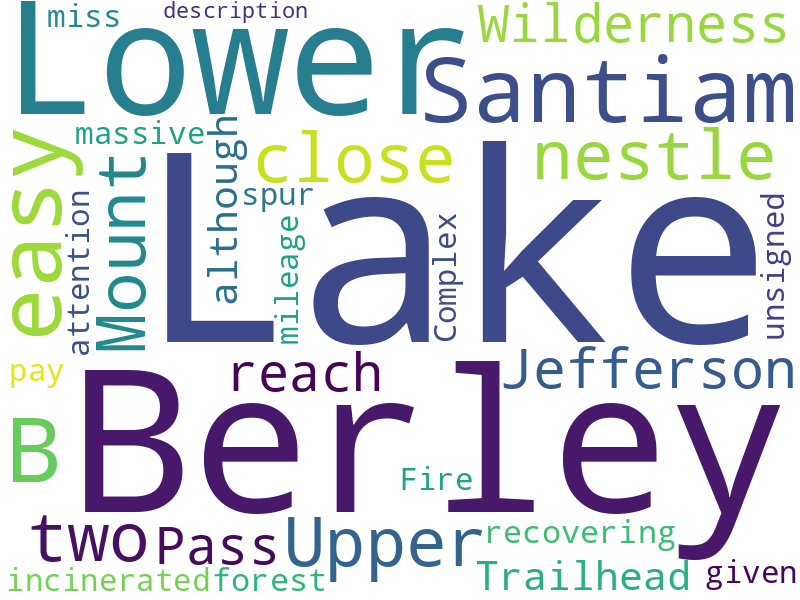 miss
description
Lower
Wilderness
Santiam
massive
although
close
nestle
easy
attention
Mount
spur
mileage
Lake
Complex
unsigned
pay
reach
Jefferson
B
Berley
Fire
two
Pass
Upper
recovering
incinerated
forest
Trailhead
given